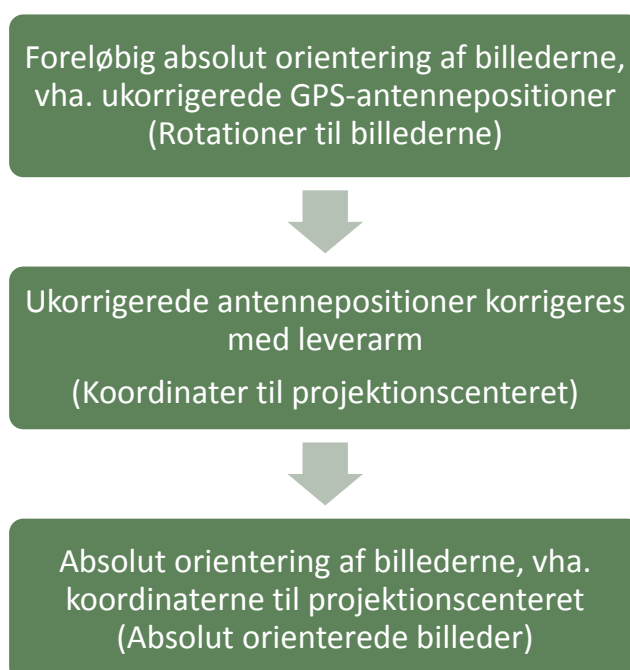 Foreløbig absolut orientering af billederne,
vha. ukorrigerede GPS-antennepositioner
(Rotationer til billederne)
Ukorrigerede antennepositioner korrigeres
med leverarm
(Koordinater til projektionscenteret)
Absolut orientering af billederne, vha.
koordinaterne til projektionscenteret
(Absolut orienterede billeder)